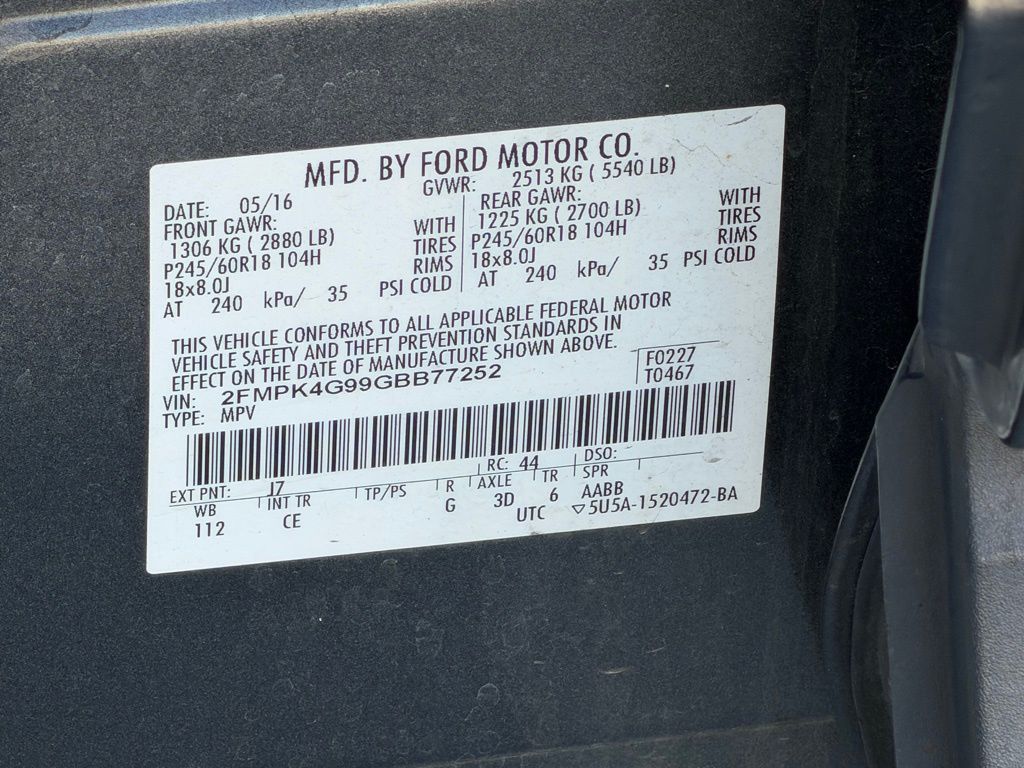 MFD. BY FORD MOTOR CO.
DATE: 05/16 GVWR: 2513 KG ( 5540 LB)
FRONT GAWR: REAR GAWR:
1306 KG ( 2880 LB) WITH 1225 KG ( 2700 LB) WITH
P245/60R18 104H TIRES P245/60R18 104H TIRES
18x8.0J RIMS 18x8.0J RIMS
AT 240 kPa/ 35 PSI COLD AT 240 kPa/ 35 PSI COLD
THIS VEHICLE CONFORMS TO ALL APPLICABLE FEDERAL MOTOR
VEHICLE SAFETY AND THEFT PREVENTION STANDARDS IN
EFFECT ON THE DATE OF MANUFACTURE SHOWN ABOVE.
VIN: 2FMPK4G99GBB77252 F0227
TYPE: MPV T0467
EXT PNT: J7 RC: 44 DSO:
WB INT TR TP/PS R AXLE TR SPR
112 CE G 3D 6 AABB
UTC ▽5U5A-1520472-BA